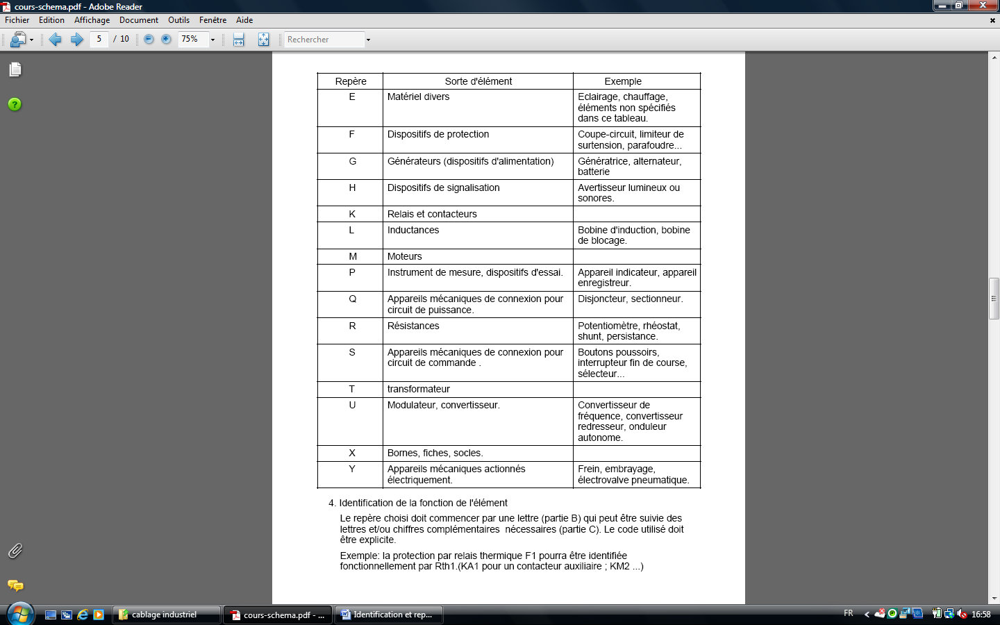 cours-schema.pdf - Adobe Reader
Fichier Edition Affichage Document Outils Fenêtre Aide
5 / 10 75% Rechercher
Repère Sorte d'élément Exemple
E Matériel divers Eclairage, chauffage,
éléments non spécifiés
dans ce tableau.
F Dispositifs de protection Coupe-circuit, limiteur de
surtension, parafoudre...
G Générateurs (dispositifs d'alimentation) Génératrice, alternateur,
batterie
H Dispositifs de signalisation Avertisseur lumineux ou
sonores.
K Relais et contacteurs
L Inductances Bobine d'induction, bobine
de blocage.
M Moteurs
P Instrument de mesure, dispositifs d'essai. Appareil indicateur, appareil
enregistreur.
Q Appareils mécaniques de connexion pour Disjoncteur, sectionneur.
circuit de puissance.
R Résistances Potentiomètre, rhéostat,
shunt, persistance.
S Appareils mécaniques de connexion pour Boutons poussoirs,
circuit de commande . interrupteur fin de course,
sélecteur...
T transformateur
U Modulateur, convertisseur. Convertisseur de
fréquence, convertisseur
redresseur, onduleur
autonome.
X Bornes, fiches, socles.
Y Appareils mécaniques actionnés Frein, embrayage,
électriquement. électrovalve pneumatique.
4. Identification de la fonction de l'élément
Le repère choisi doit commencer par une lettre (partie B) qui peut être suivie des
lettres et/ou chiffres complémentaires nécessaires (partie C). Le code utilisé doit
être explicite.
Exemple: la protection par relais thermique F1 pourra être identifiée
fonctionnellement par Rth1.(KA1 pour un contacteur auxiliaire ; KM2 ...)
cablage industriel cours-schema.pdf - ... Identification et rep... FR 16:58